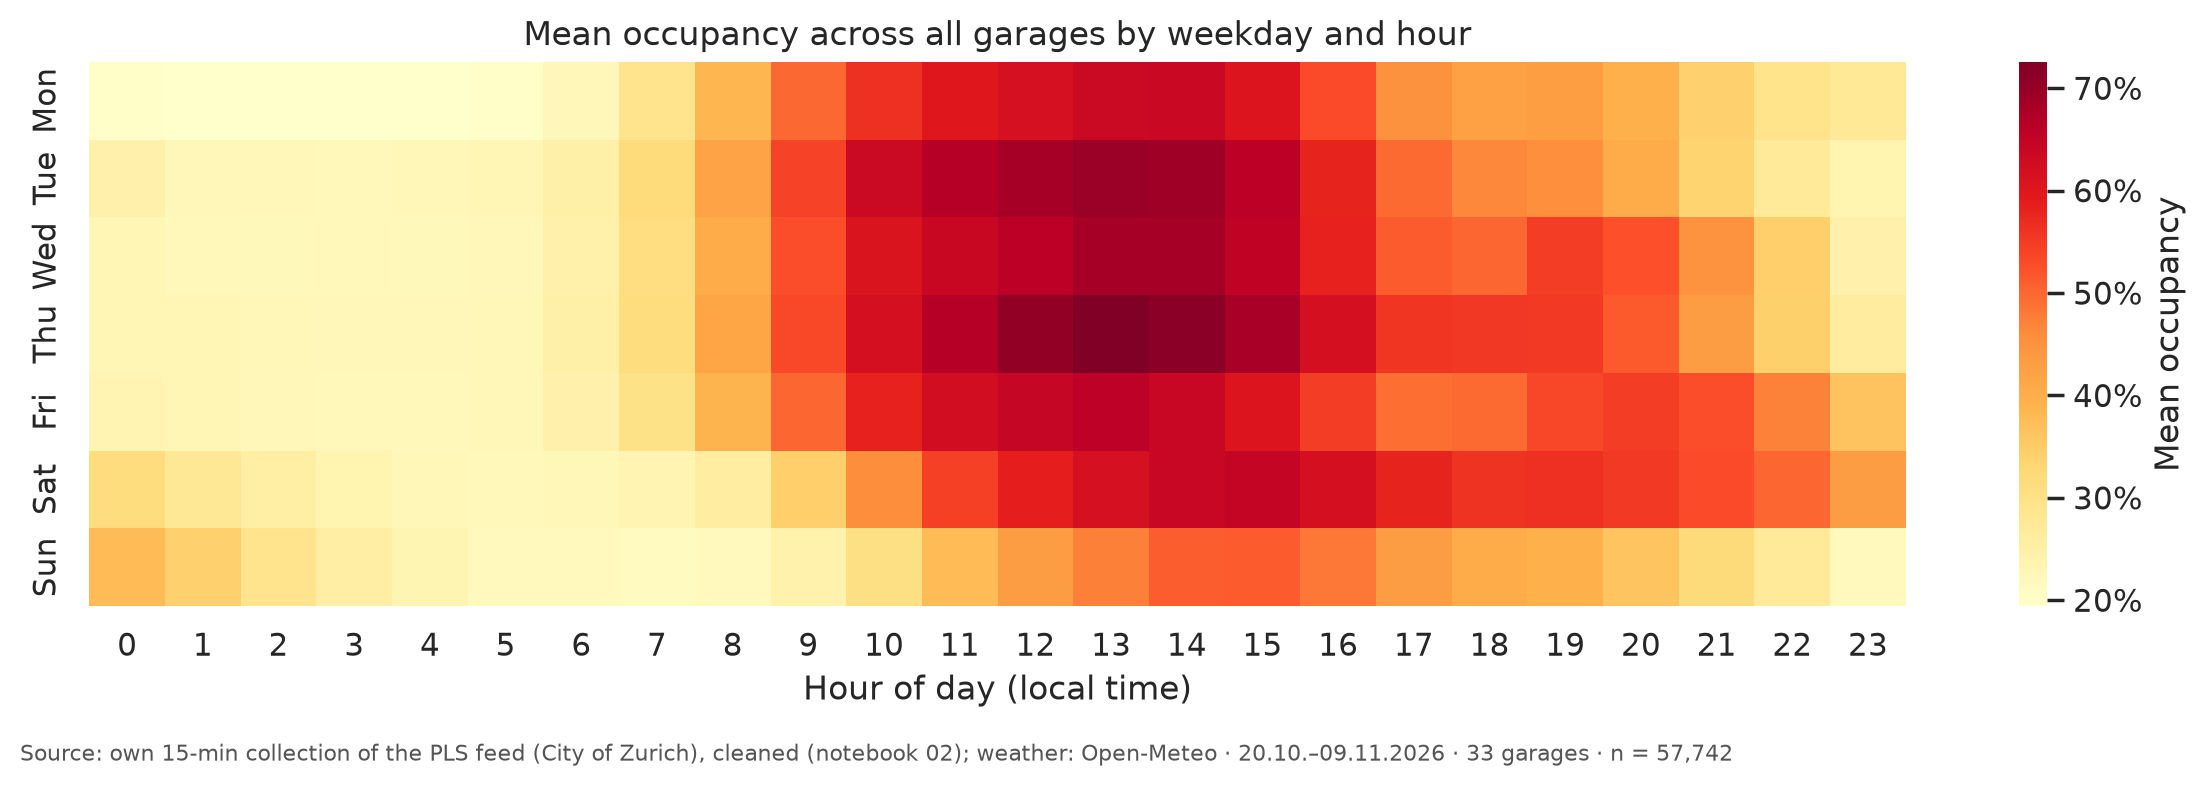 Mean occupancy across all garages by weekday and hour
Mon
Tue
Wed
Thu
Fri
Sat
Sun
0 1 2 3 4 5 6 7 8 9 10 11 12 13 14 15 16 17 18 19 20 21 22 23
Hour of day (local time)
70%
60%
50%
40%
30%
20%
Mean occupancy
Source: own 15-min collection of the PLS feed (City of Zurich), cleaned (notebook 02); weather: Open-Meteo · 20.10.–09.11.2026 · 33 garages · n = 57,742